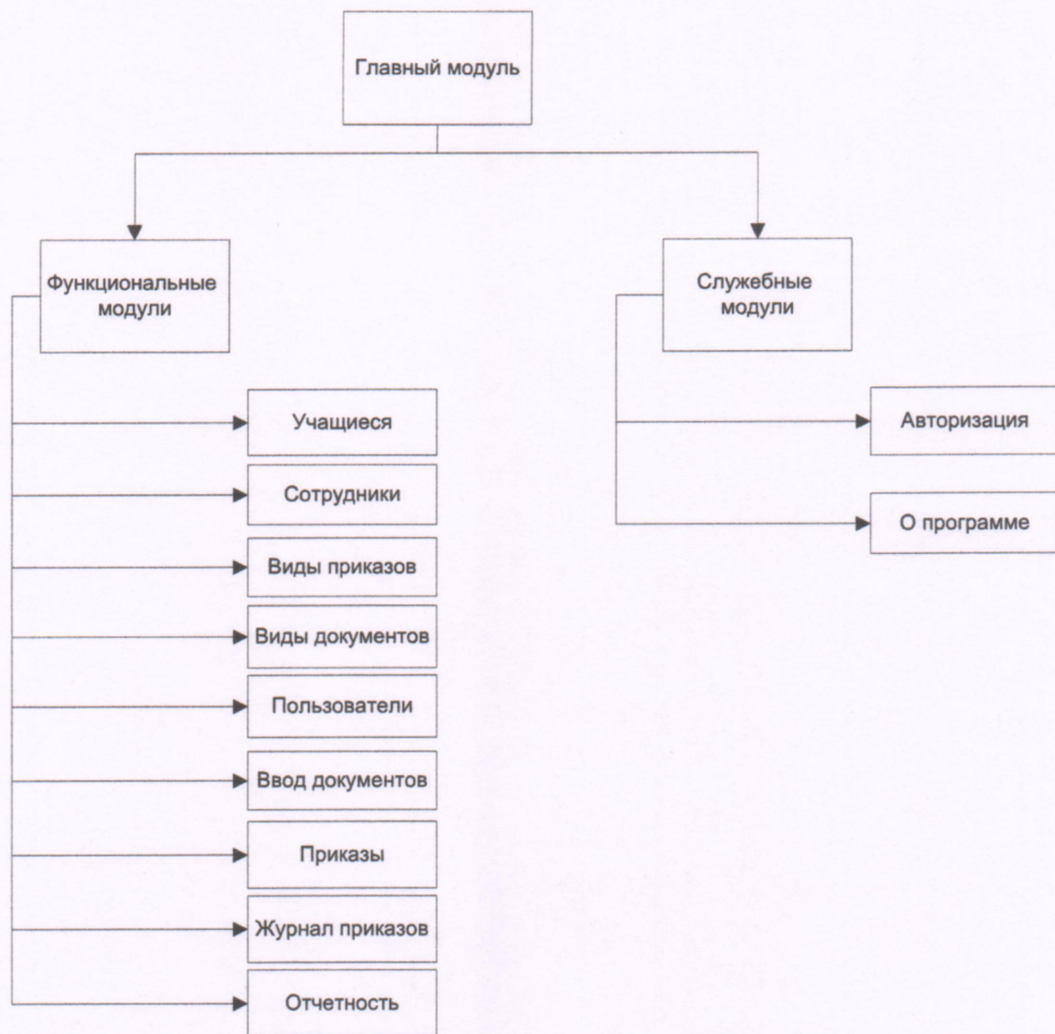 Главный модуль
Функциональные
модули
Служебные
модули
Учащиеся
Сотрудники
Виды приказов
Виды документов
Пользователи
Ввод документов
Приказы
Журнал приказов
Отчетность
Авторизация
О программе